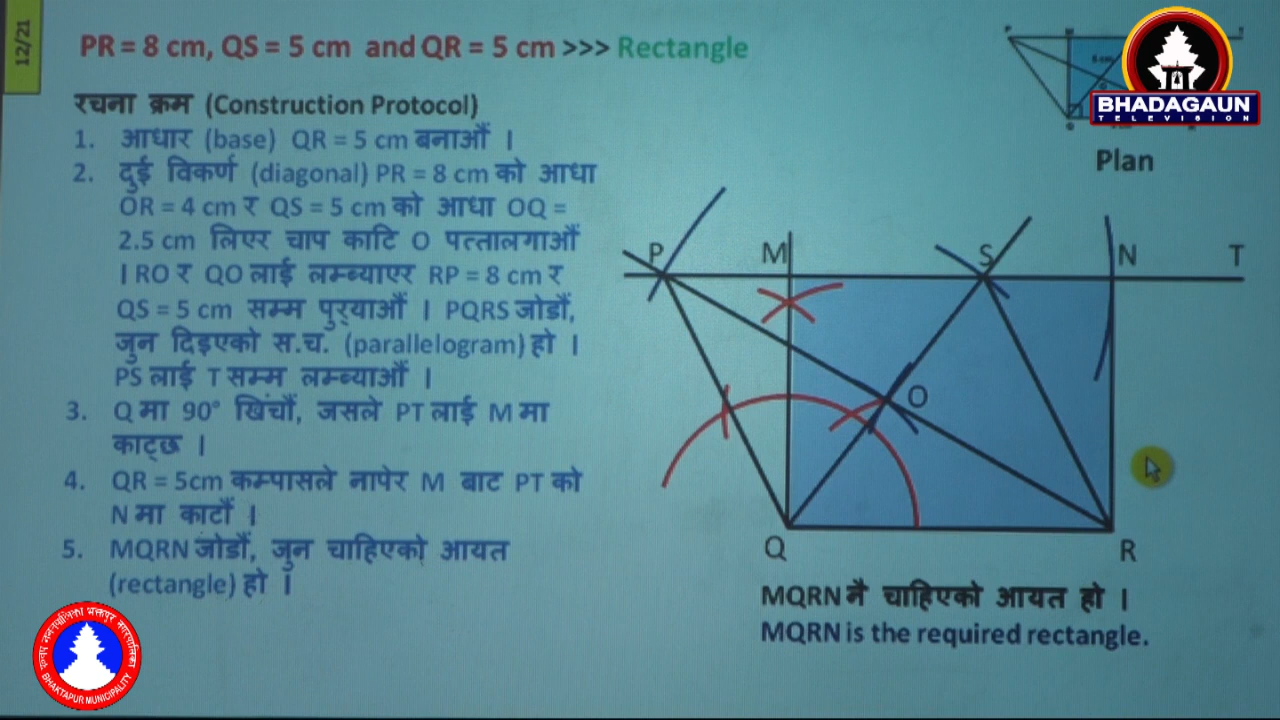 12/21
PR = 8 cm, QS = 5 cm and QR = 5 cm >>> Rectangle
रचना क्रम (Construction Protocol)
1. आधार (base) QR = 5 cm बनाऔं ।
2. दुई विकर्ण (diagonal) PR = 8 cm को आधा
OR = 4 cm र QS = 5 cm को आधा OQ =
2.5 cm लिएर चाप काटि O पत्तालगाऔं
। RO र QO लाई लम्ब्याएर RP = 8 cm र
QS = 5 cm सम्म पुर्‍याऔं । PQRS जोडौं,
जुन दिइएको स.च. (parallelogram) हो ।
PS लाई T सम्म लम्ब्याऔं ।
3. Q मा 90° खिंचौं, जसले PT लाई M मा
काट्छ ।
4. QR = 5cm कम्पासले नापेर M बाट PT को
N मा काटौं ।
5. MQRN जोडौं, जुन चाहिएको आयत
(rectangle) हो ।
BHADAGAUN
TELEVISION
Plan
P M S N T
O
Q R
MQRN नै चाहिएको आयत हो ।
MQRN is the required rectangle.
BHAKTAPUR MUNICIPALITY